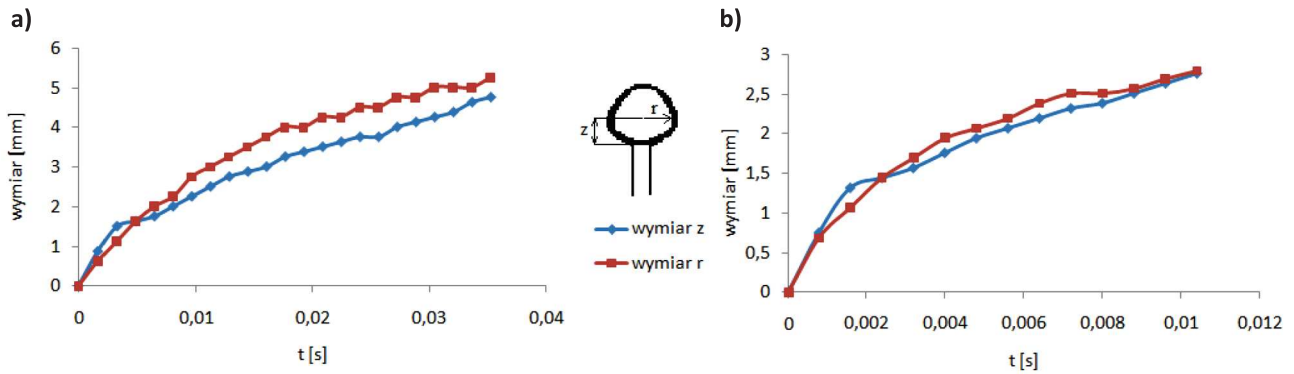 a)
wymiar [mm]
6
5
4
3
2
1
0
0 0,01 0,02 0,03 0,04
t [s]
r
z
wymiar z
wymiar r
b)
wymiar [mm]
3
2,5
2
1,5
1
0,5
0
0 0,002 0,004 0,006 0,008 0,01 0,012
t [s]